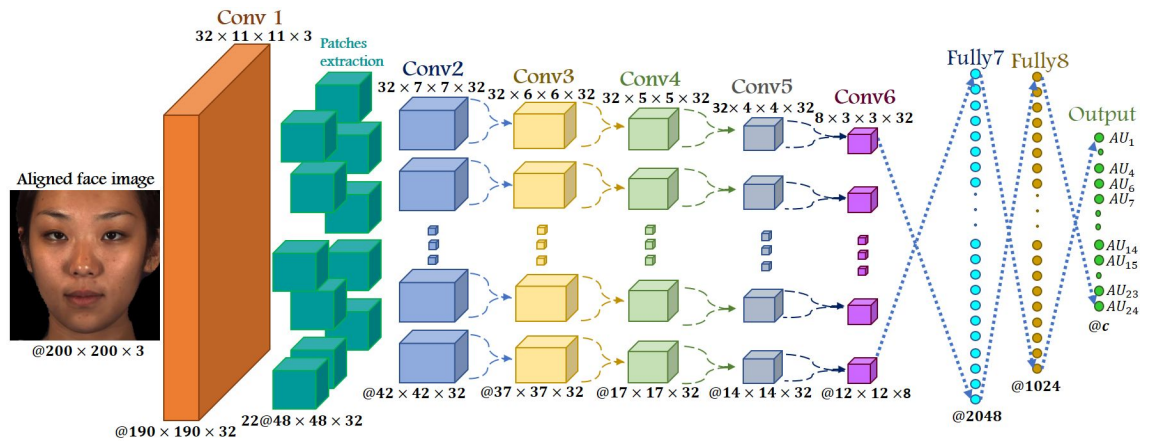 Conv 1
32 × 11 × 11 × 3
Patches
extraction
Conv2
32 × 7 × 7 × 32
Conv3
32 × 6 × 6 × 32
Conv4
32 × 5 × 5 × 32
Conv5
32× 4 × 4 × 32
Conv6
8 × 3 × 3 × 32
Fully7
Fully8
Output
Aligned face image
AU1
AU4
AU6
AU7
AU14
AU15
AU23
AU24
@c
@200 × 200 × 3
@190 × 190 × 32
22@48 × 48 × 32
@42 × 42 × 32
@37 × 37 × 32
@17 × 17 × 32
@14 × 14 × 32
@12 × 12 ×8
@2048
@1024